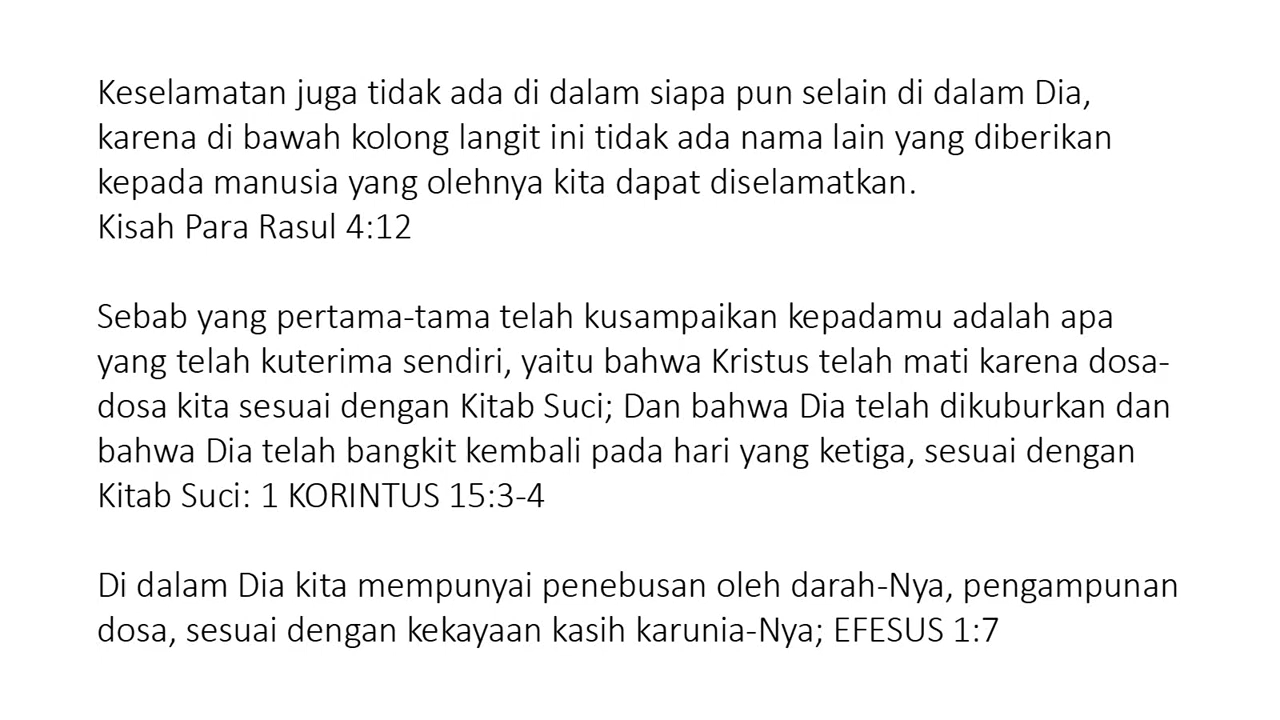 Keselamatan juga tidak ada di dalam siapa pun selain di dalam Dia,
karena di bawah kolong langit ini tidak ada nama lain yang diberikan
kepada manusia yang olehnya kita dapat diselamatkan.
Kisah Para Rasul 4:12
Sebab yang pertama-tama telah kusampaikan kepadamu adalah apa
yang telah kuterima sendiri, yaitu bahwa Kristus telah mati karena dosa-
dosa kita sesuai dengan Kitab Suci; Dan bahwa Dia telah dikuburkan dan
bahwa Dia telah bangkit kembali pada hari yang ketiga, sesuai dengan
Kitab Suci: 1 KORINTUS 15:3-4
Di dalam Dia kita mempunyai penebusan oleh darah-Nya, pengampunan
dosa, sesuai dengan kekayaan kasih karunia-Nya; EFESUS 1:7